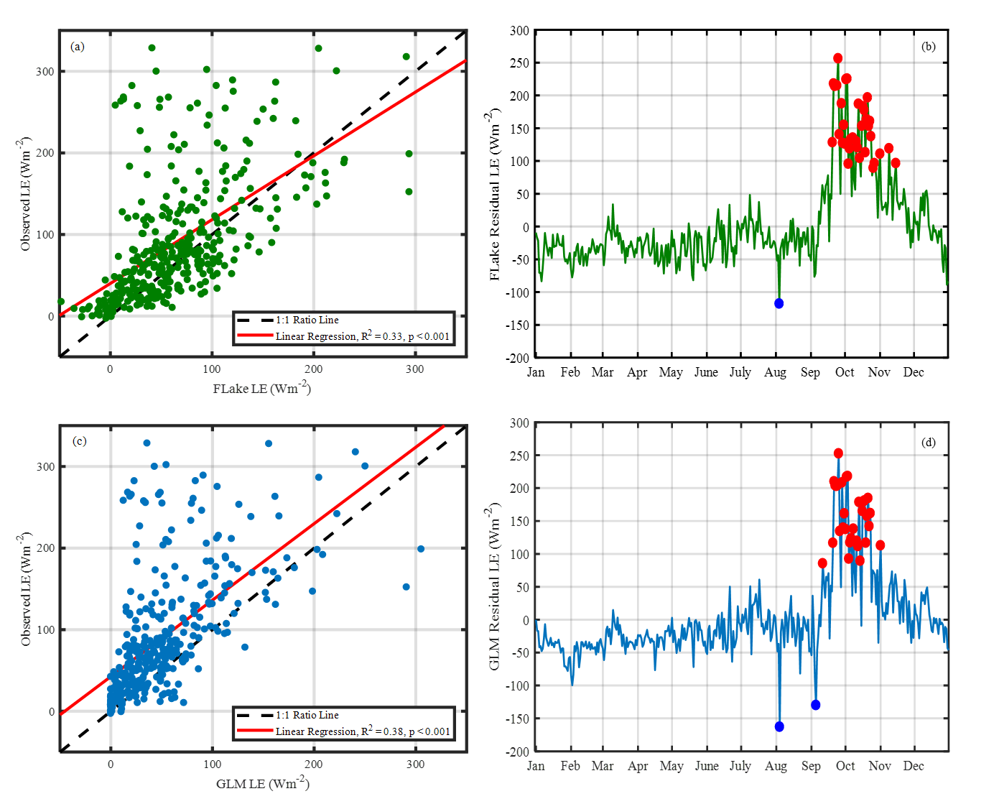 (a)
300
200
100
0
0
100
200
300
Observed LE (Wm-2)
FLake LE (Wm-2)
1:1 Ratio Line
Linear Regression, R2 = 0.33, p < 0.001
(b)
300
250
200
150
100
50
0
-50
-100
-150
-200
Jan Feb Mar Apr May June July Aug Sep Oct Nov Dec
FLake Residual LE (Wm-2)
(c)
300
200
100
0
0
100
200
300
Observed LE (Wm-2)
GLM LE (Wm-2)
1:1 Ratio Line
Linear Regression, R2 = 0.38, p < 0.001
(d)
300
250
200
150
100
50
0
-50
-100
-150
-200
Jan Feb Mar Apr May June July Aug Sep Oct Nov Dec
GLM Residual LE (Wm-2)